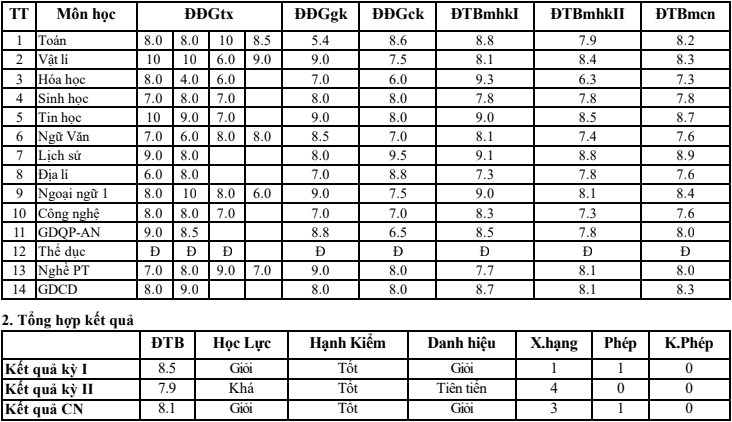 TT Môn học ĐĐGtx ĐĐGgk ĐĐGck ĐTBmhkI ĐTBmhkII ĐTBmcn
1 Toán 8.0 8.0 10 8.5 5.4 8.6 8.8 7.9 8.2
2 Vật lí 10 10 6.0 9.0 9.0 7.5 8.1 8.4 8.3
3 Hóa học 8.0 4.0 6.0 7.0 6.0 9.3 6.3 7.3
4 Sinh học 7.0 8.0 7.0 8.0 8.0 7.8 7.8 7.8
5 Tin học 10 9.0 7.0 9.0 8.0 9.0 8.5 8.7
6 Ngữ Văn 7.0 6.0 8.0 8.0 8.5 7.0 8.1 7.4 7.6
7 Lịch sử 9.0 8.0 8.0 9.5 9.1 8.8 8.9
8 Địa lí 6.0 8.0 7.0 8.8 7.3 7.8 7.6
9 Ngoại ngữ 1 8.0 10 8.0 6.0 9.0 7.5 9.0 8.1 8.4
10 Công nghệ 8.0 8.0 7.0 7.0 7.0 8.3 7.3 7.6
11 GDQP-AN 9.0 8.5 8.8 6.5 8.5 7.8 8.0
12 Thể dục Đ Đ Đ Đ Đ Đ Đ Đ
13 Nghề PT 7.0 8.0 9.0 7.0 9.0 8.0 7.7 8.1 8.0
14 GDCD 8.0 9.0 8.0 8.0 8.7 8.1 8.3
2. Tổng hợp kết quả
ĐTB Học Lực Hạnh Kiểm Danh hiệu X.hạng Phép K.Phép
Kết quả kỳ I 8.5 Giỏi Tốt Giỏi 1 1 0
Kết quả kỳ II 7.9 Khá Tốt Tiên tiến 4 0 0
Kết quả CN 8.1 Giỏi Tốt Giỏi 3 1 0